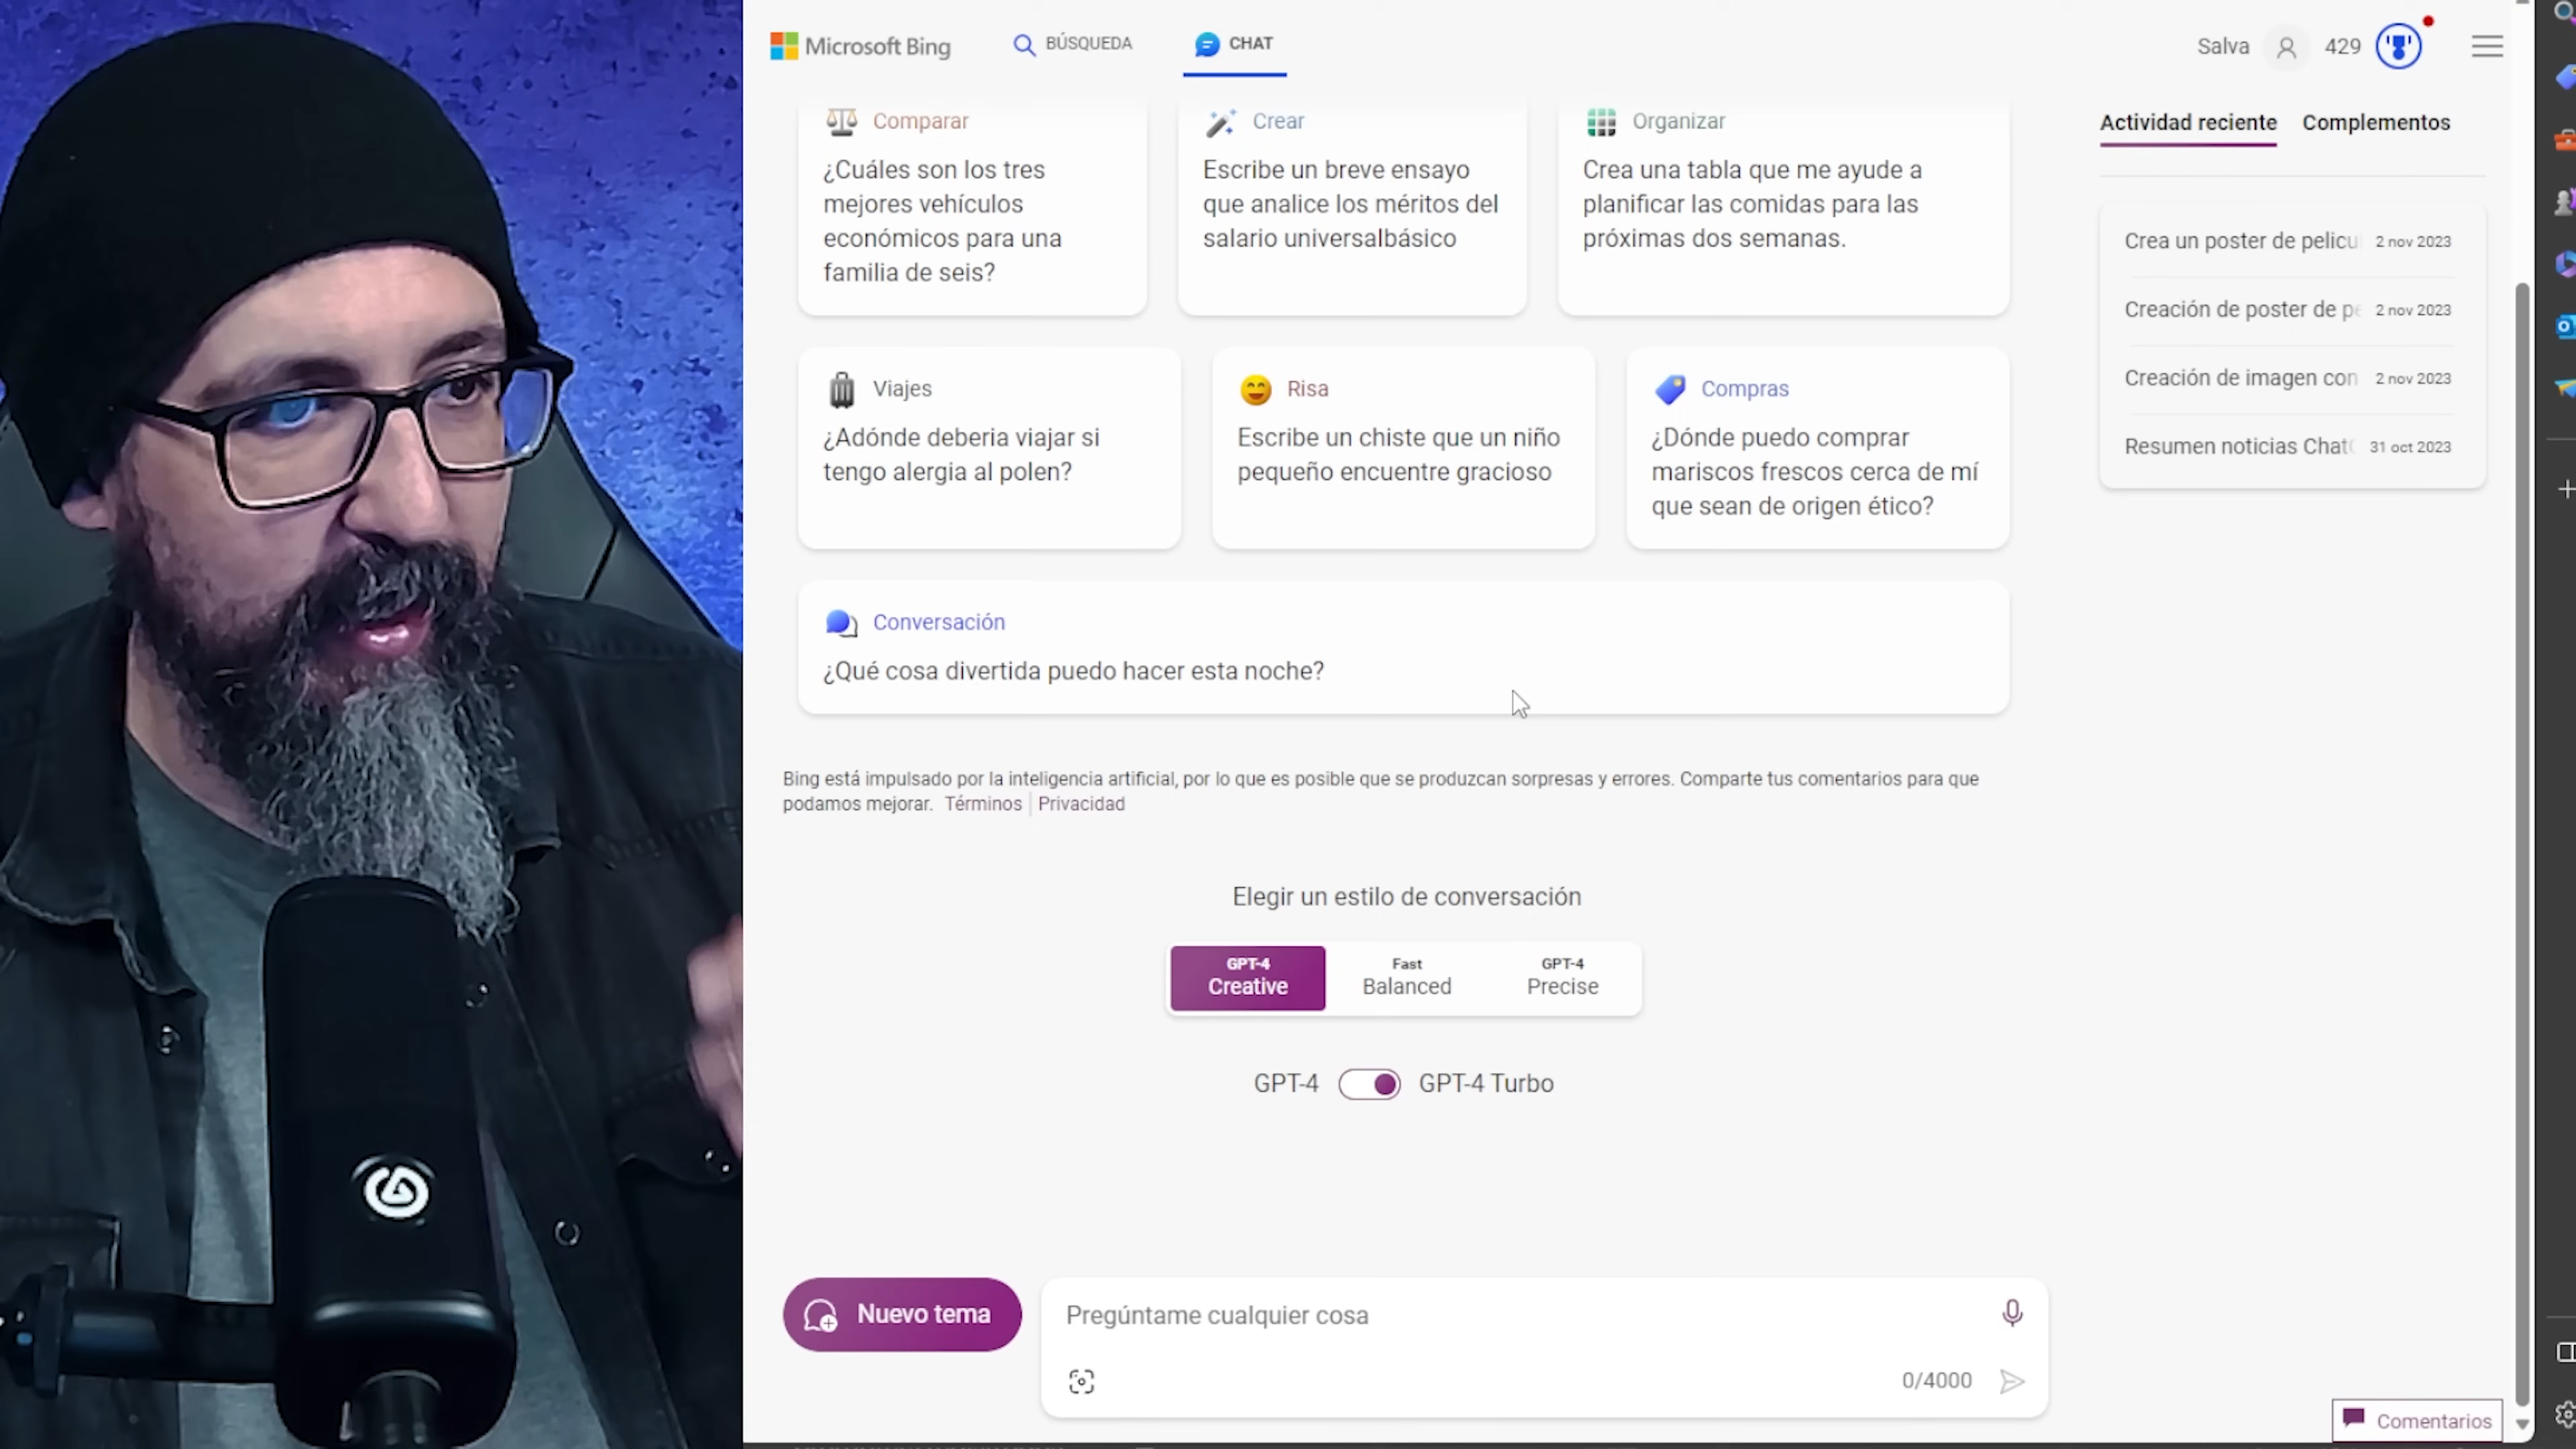 Microsoft Bing
BÚSQUEDA
CHAT
Salva
429
Comparar
¿Cuáles son los tres
mejores vehículos
económicos para una
familia de seis?
Crear
Escribe un breve ensayo
que analice los méritos del
salario universalbásico
Organizar
Crea una tabla que me ayude a
planificar las comidas para las
próximas dos semanas.
Viajes
¿Adónde deberia viajar si
tengo alergia al polen?
Risa
Escribe un chiste que un niño
pequeño encuentre gracioso
Compras
¿Dónde puedo comprar
mariscos frescos cerca de mí
que sean de origen ético?
Conversación
¿Qué cosa divertida puedo hacer esta noche?
Bing está impulsado por la inteligencia artificial, por lo que es posible que se produzcan sorpresas y errores. Comparte tus comentarios para que
podamos mejorar. Términos Privacidad
Elegir un estilo de conversación
GPT-4
Creative
Fast
Balanced
GPT-4
Precise
GPT-4
GPT-4 Turbo
Nuevo tema
Pregúntame cualquier cosa
0/4000
Actividad reciente
Complementos
Crea un poster de pelicu 2 nov 2023
Creación de poster de pe 2 nov 2023
Creación de imagen con 2 nov 2023
Resumen noticias Chat 31 oct 2023
Comentarios